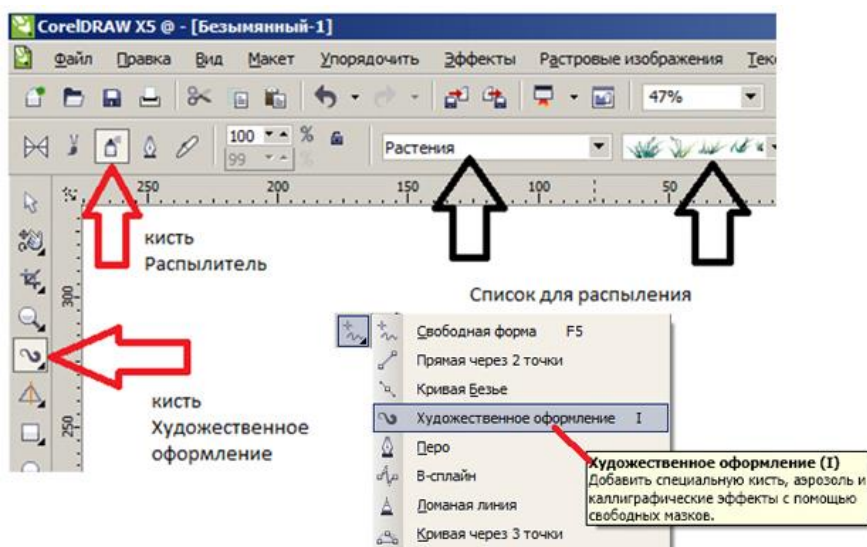 CorelDRAW X5 @ - [Безымянный-1]
Файл Правка Вид Макет Упорядочить Эффекты Растровые изображения
47%
100 %
99 %
Растения
250 200 150 100 50
300
250
кисть
Распылитель
Список для распыления
кисть
Художественное
оформление
Свободная форма F5
Прямая через 2 точки
Кривая Безье
Художественное оформление I
Перо
В-сплайн
Ломаная линия
Кривая через 3 точки
Художественное оформление (I)
Добавить специальную кисть, аэрозоль и
каллиграфические эффекты с помощью
свободных мазков.